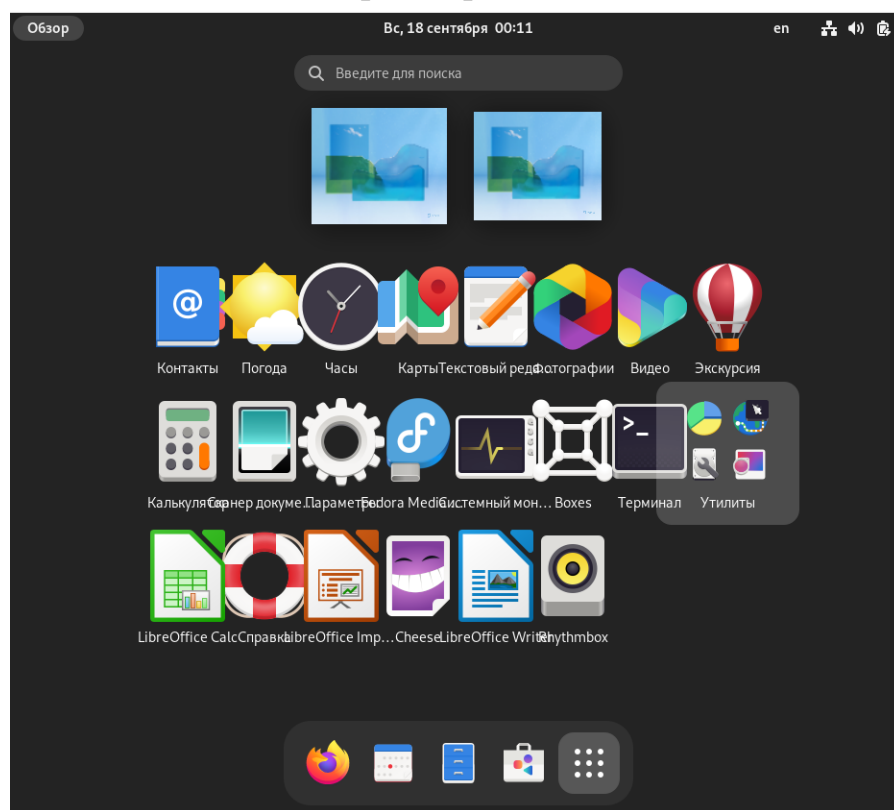 Обзор Вс, 18 сентября 00:11 en
Введите для поиска
Контакты Погода Часы Карты Текстовый реда... Фотографии Видео Экскурсия
Калькулятор Сканер докуме... Параметры Fedora Media... Системный мон... Boxes Терминал Утилиты
LibreOffice Calc Справка LibreOffice Imp... Cheese LibreOffice Writer Rhythmbox